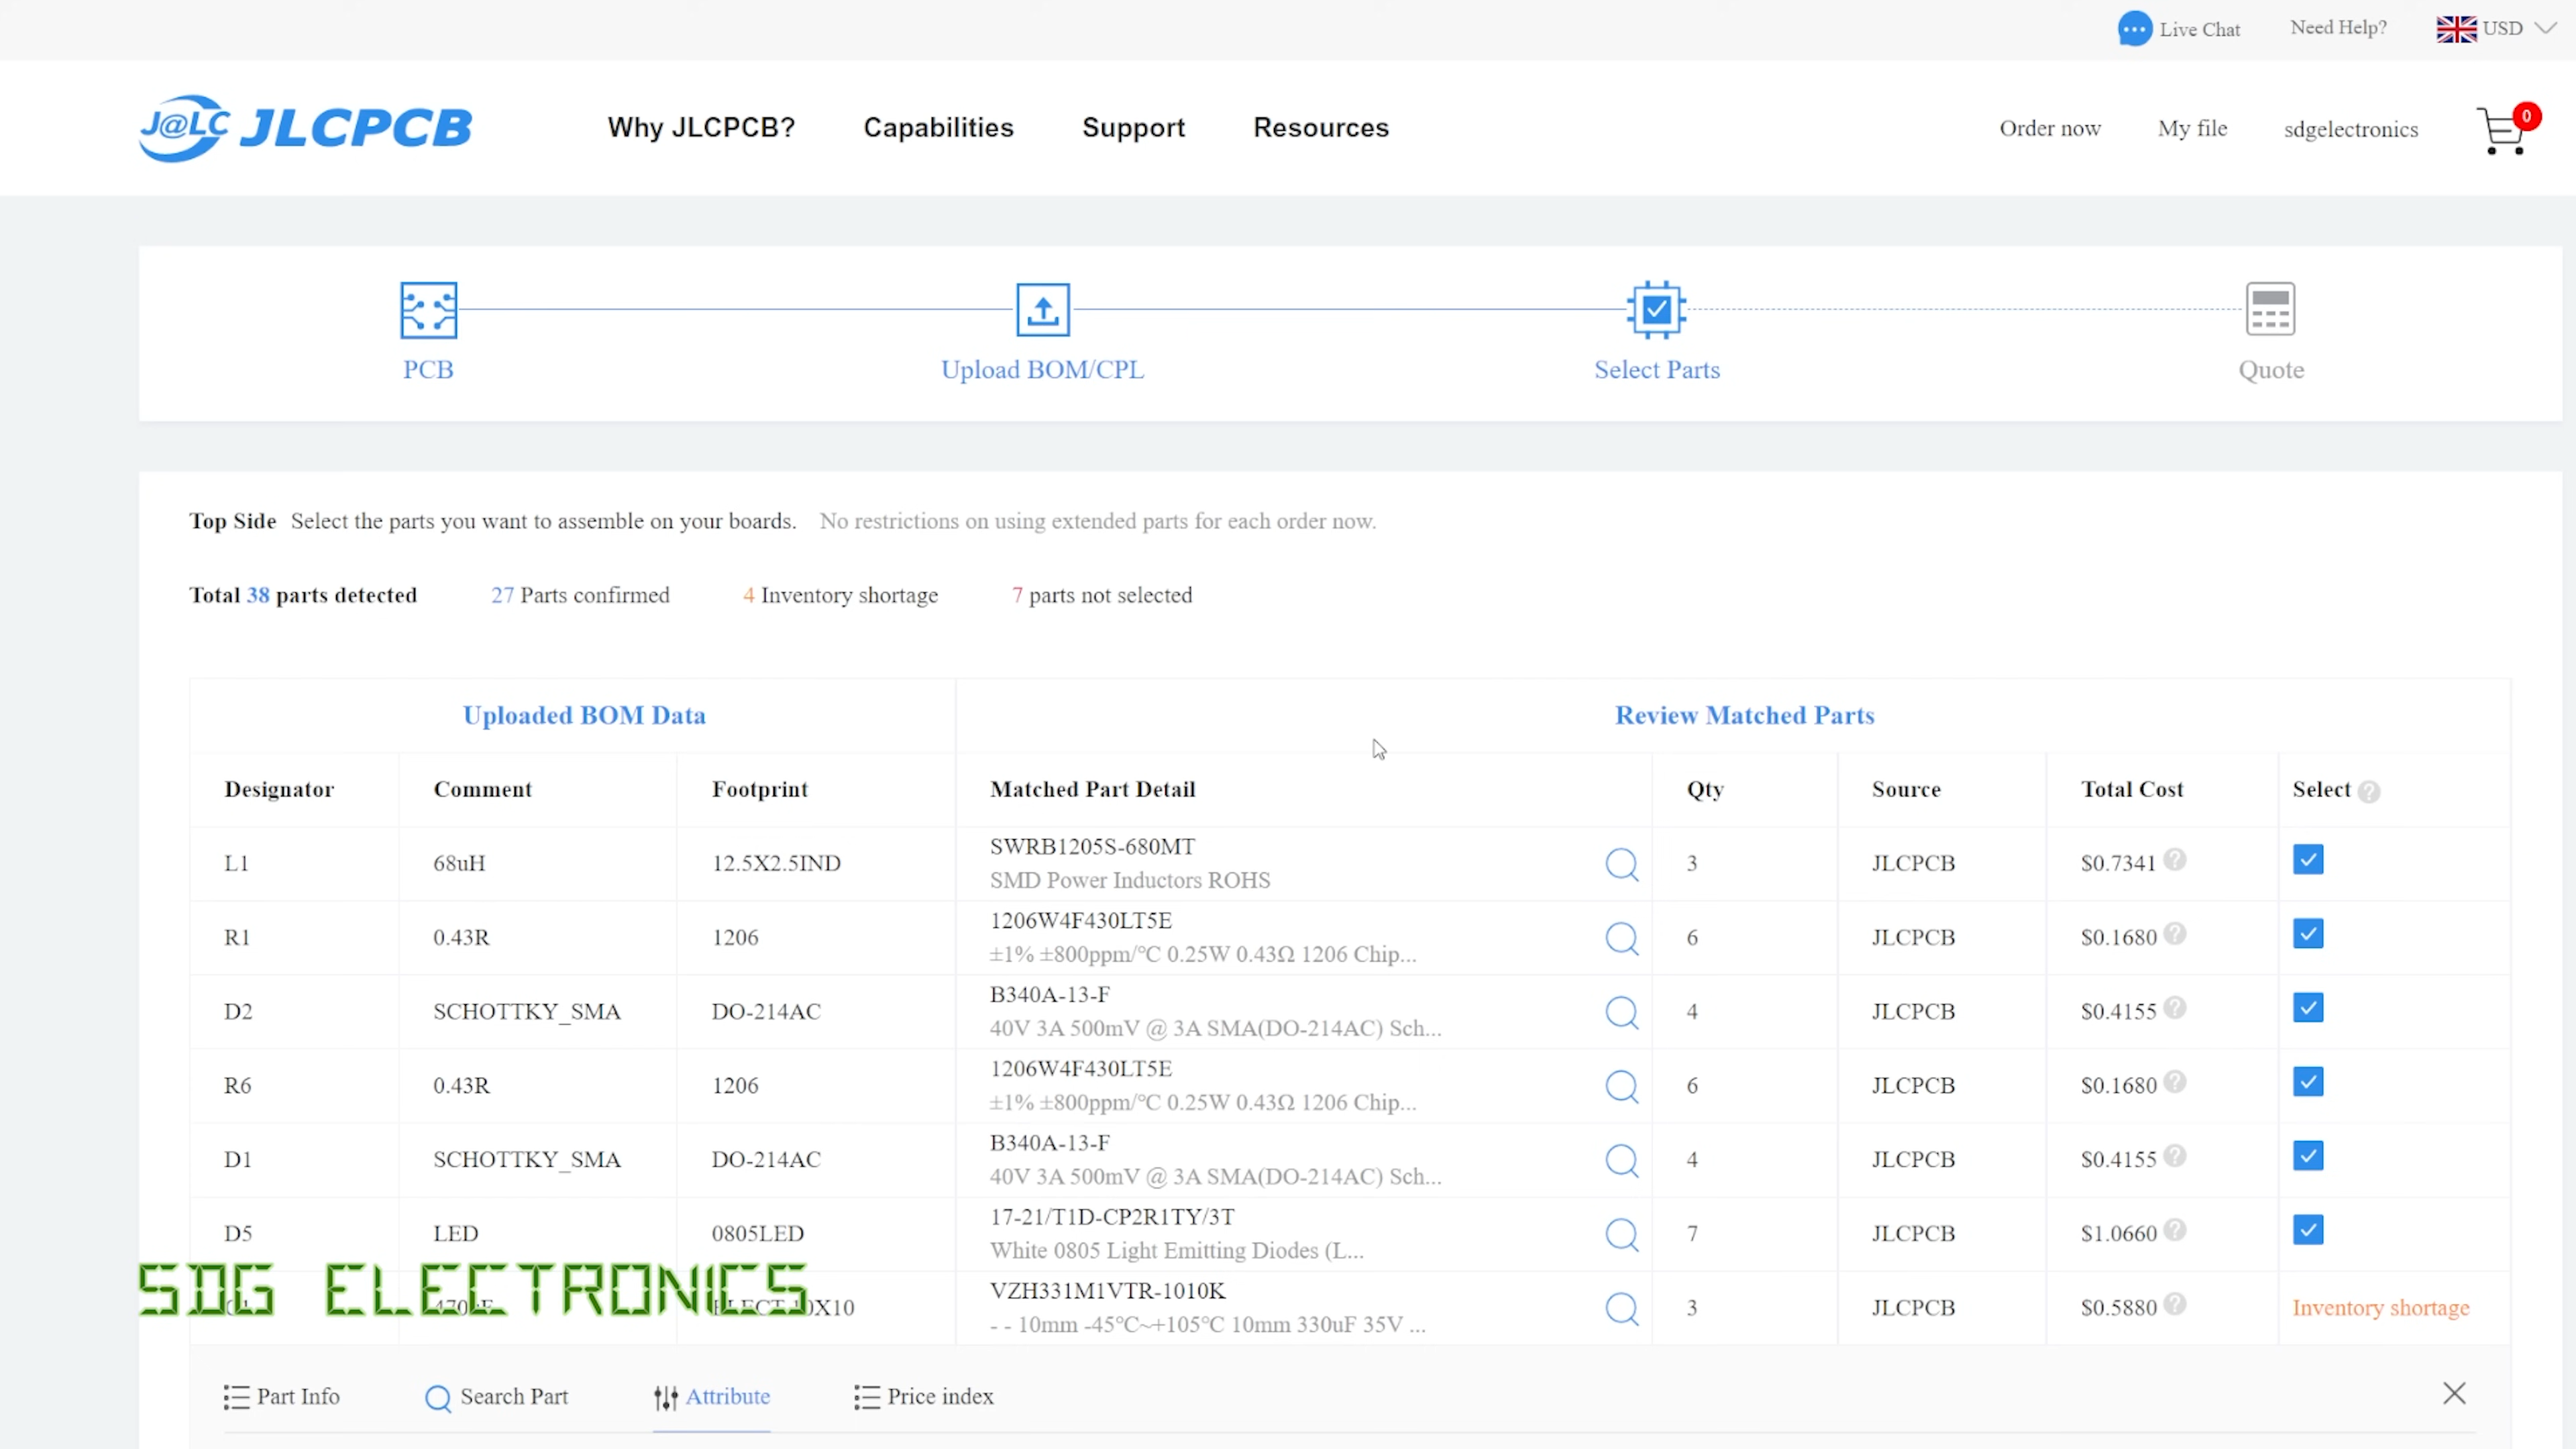 Live Chat Need Help? USD
J@LC JLCPCB Why JLCPCB? Capabilities Support Resources Order now My file sdgelectronics 0
PCB Upload BOM/CPL Select Parts Quote
Top Side Select the parts you want to assemble on your boards. No restrictions on using extended parts for each order now.
Total 38 parts detected 27 Parts confirmed 4 Inventory shortage 7 parts not selected
Uploaded BOM Data Review Matched Parts
Designator Comment Footprint Matched Part Detail Qty Source Total Cost Select ?
L1 68uH 12.5X2.5IND SWRB1205S-680MT 3 JLCPCB $0.7341 ?
SMD Power Inductors ROHS
R1 0.43R 1206 1206W4F430LT5E 6 JLCPCB $0.1680 ?
±1% ±800ppm/℃ 0.25W 0.43Ω 1206 Chip...
D2 SCHOTTKY_SMA DO-214AC B340A-13-F 4 JLCPCB $0.4155 ?
40V 3A 500mV @ 3A SMA(DO-214AC) Sch...
R6 0.43R 1206 1206W4F430LT5E 6 JLCPCB $0.1680 ?
±1% ±800ppm/℃ 0.25W 0.43Ω 1206 Chip...
D1 SCHOTTKY_SMA DO-214AC B340A-13-F 4 JLCPCB $0.4155 ?
40V 3A 500mV @ 3A SMA(DO-214AC) Sch...
D5 LED 0805LED 17-21/T1D-CP2R1TY/3T 7 JLCPCB $1.0660 ?
White 0805 Light Emitting Diodes (L...
SDG ELECTRONICS
VZH331M1VTR-1010K 3 JLCPCB $0.5880 ? Inventory shortage
- - 10mm -45℃~+105℃ 10mm 330uF 35V ...
Part Info Search Part Attribute Price index